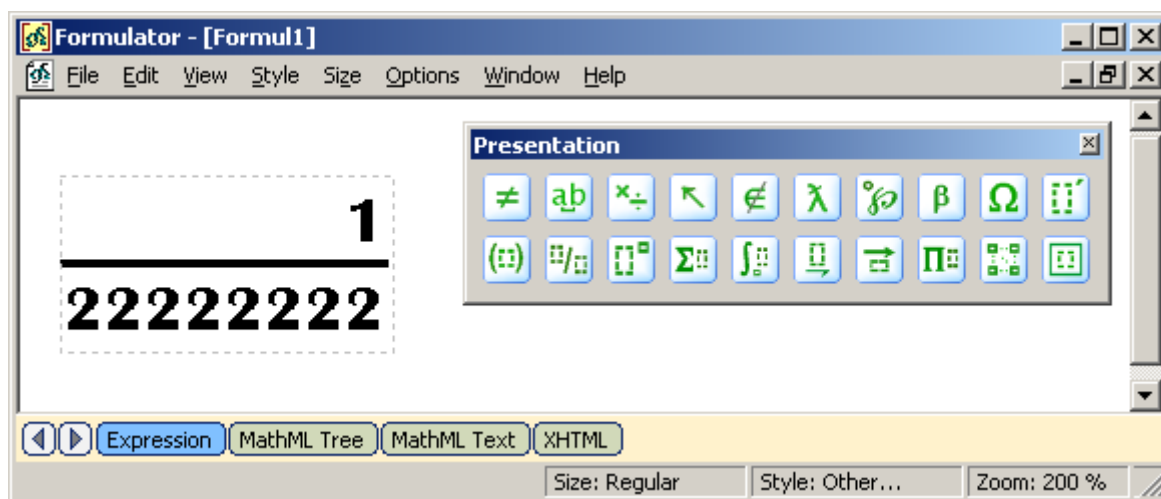 Formulator - [Formul1]
File Edit View Style Size Options Window Help
Presentation
≠ ab ×÷ ↖ ∉ λ ℘ β Ω
1
22222222
(∷) Σ ∫ Π
Expression MathML Tree MathML Text XHTML
Size: Regular Style: Other... Zoom: 200 %